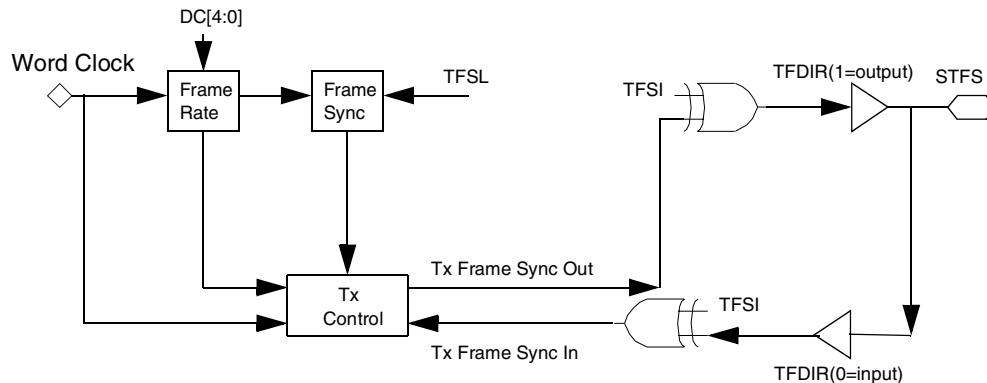 DC[4:0]
Word Clock
Frame
Rate
Frame
Sync
TFSL
TFSI
TFDIR(1=output)
STFS
Tx Frame Sync Out
Tx
Control
TFSI
Tx Frame Sync In
TFDIR(0=input)